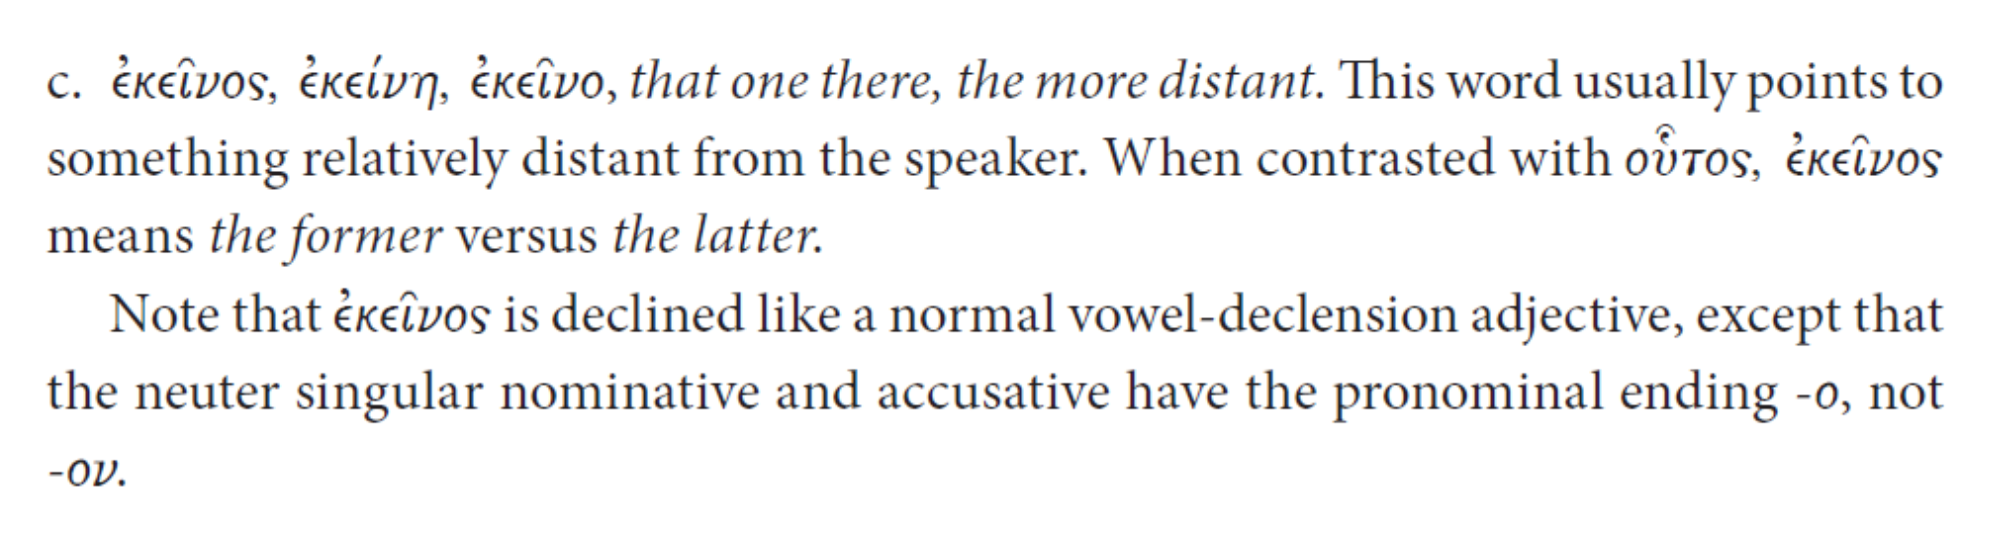 c. ἐκεῖνος, ἐκείνη, ἐκεῖνο, that one there, the more distant. This word usually points to
something relatively distant from the speaker. When contrasted with οὗτος, ἐκεῖνος
means the former versus the latter.
Note that ἐκεῖνος is declined like a normal vowel-declension adjective, except that
the neuter singular nominative and accusative have the pronominal ending -ο, not
-ον.